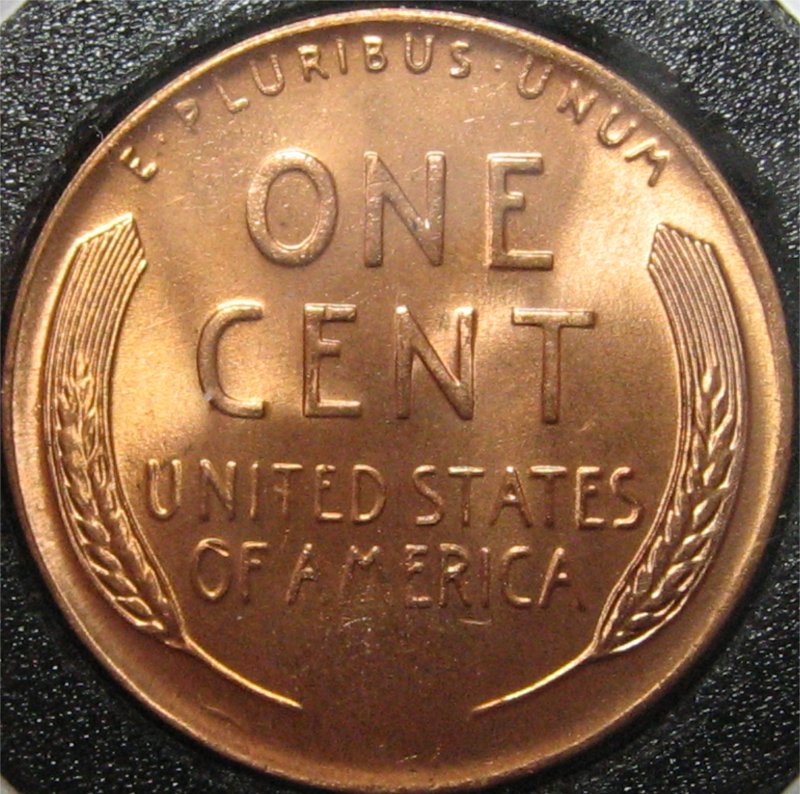 E·PLURIBUS·UNUM
ONE
CENT
UNITED STATES
OF AMERICA